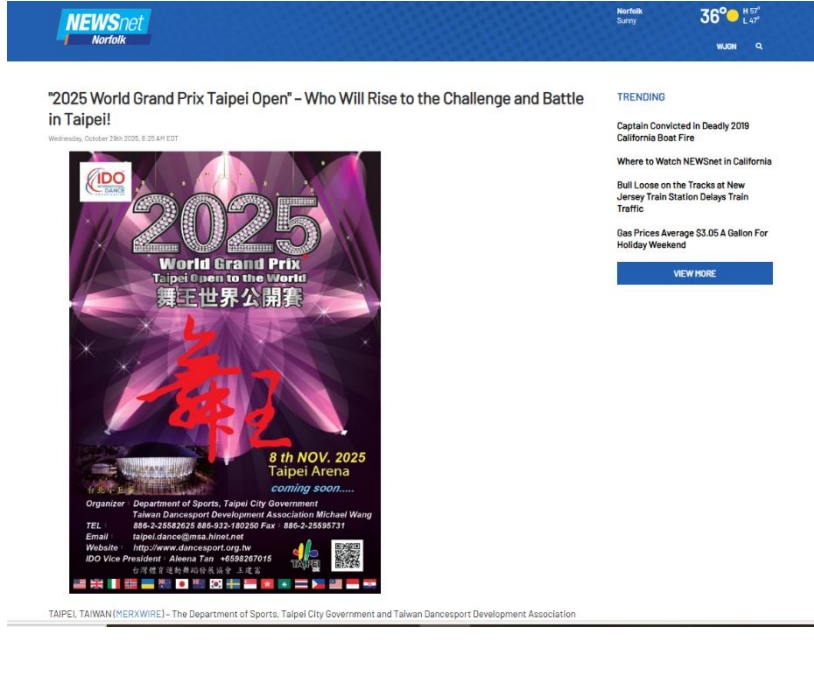 NEWSnet
Norfolk
Norfolk
Sunny
36°
H 57°
L 47°
WJGN
"2025 World Grand Prix Taipei Open" – Who Will Rise to the Challenge and Battle
in Taipei!
Wednesday, October 29th 2025, 8:25 AM EDT
IDO
INTERNATIONAL
DANCE
2025
World Grand Prix
Taipei Open to the World
舞王世界公開賽
舞王
8 th NOV. 2025
Taipei Arena
coming soon.....
台北小巨蛋
Organizer : Department of Sports, Taipei City Government
Taiwan Dancesport Development Association Michael Wang
TEL : 886-2-25582625 886-932-180250 Fax : 886-2-25595731
Email : taipei.dance@msa.hinet.net
Website : http://www.dancesport.org.tw
IDO Vice President : Aleena Tan +6598267015
台灣體育運動舞蹈發展協會 王建富
TAIPEI
TRENDING
Captain Convicted in Deadly 2019
California Boat Fire
Where to Watch NEWSnet in California
Bull Loose on the Tracks at New
Jersey Train Station Delays Train
Traffic
Gas Prices Average $3.05 A Gallon For
Holiday Weekend
VIEW MORE
TAIPEI, TAIWAN (MERXWIRE) – The Department of Sports, Taipei City Government and Taiwan Dancesport Development Association